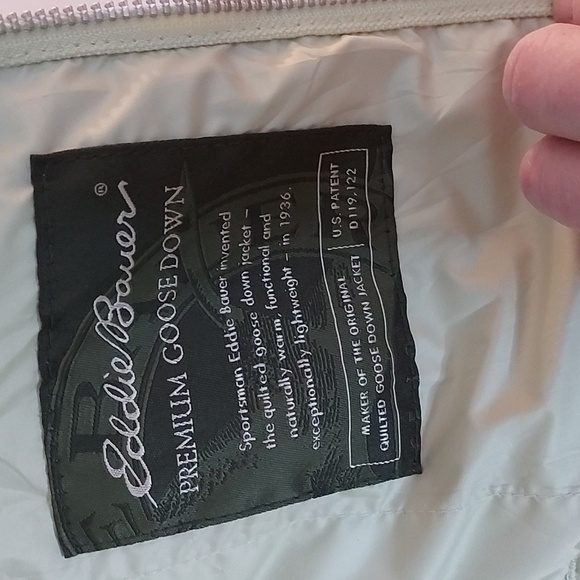 Eddie Bauer®
PREMIUM GOOSE DOWN
Sportsman Eddie Bauer invented
the quilted goose down jacket –
naturally warm, functional and
exceptionally lightweight – in 1936.
MAKER OF THE ORIGINAL
QUILTED GOOSE DOWN JACKET
U.S. PATENT
D119,122